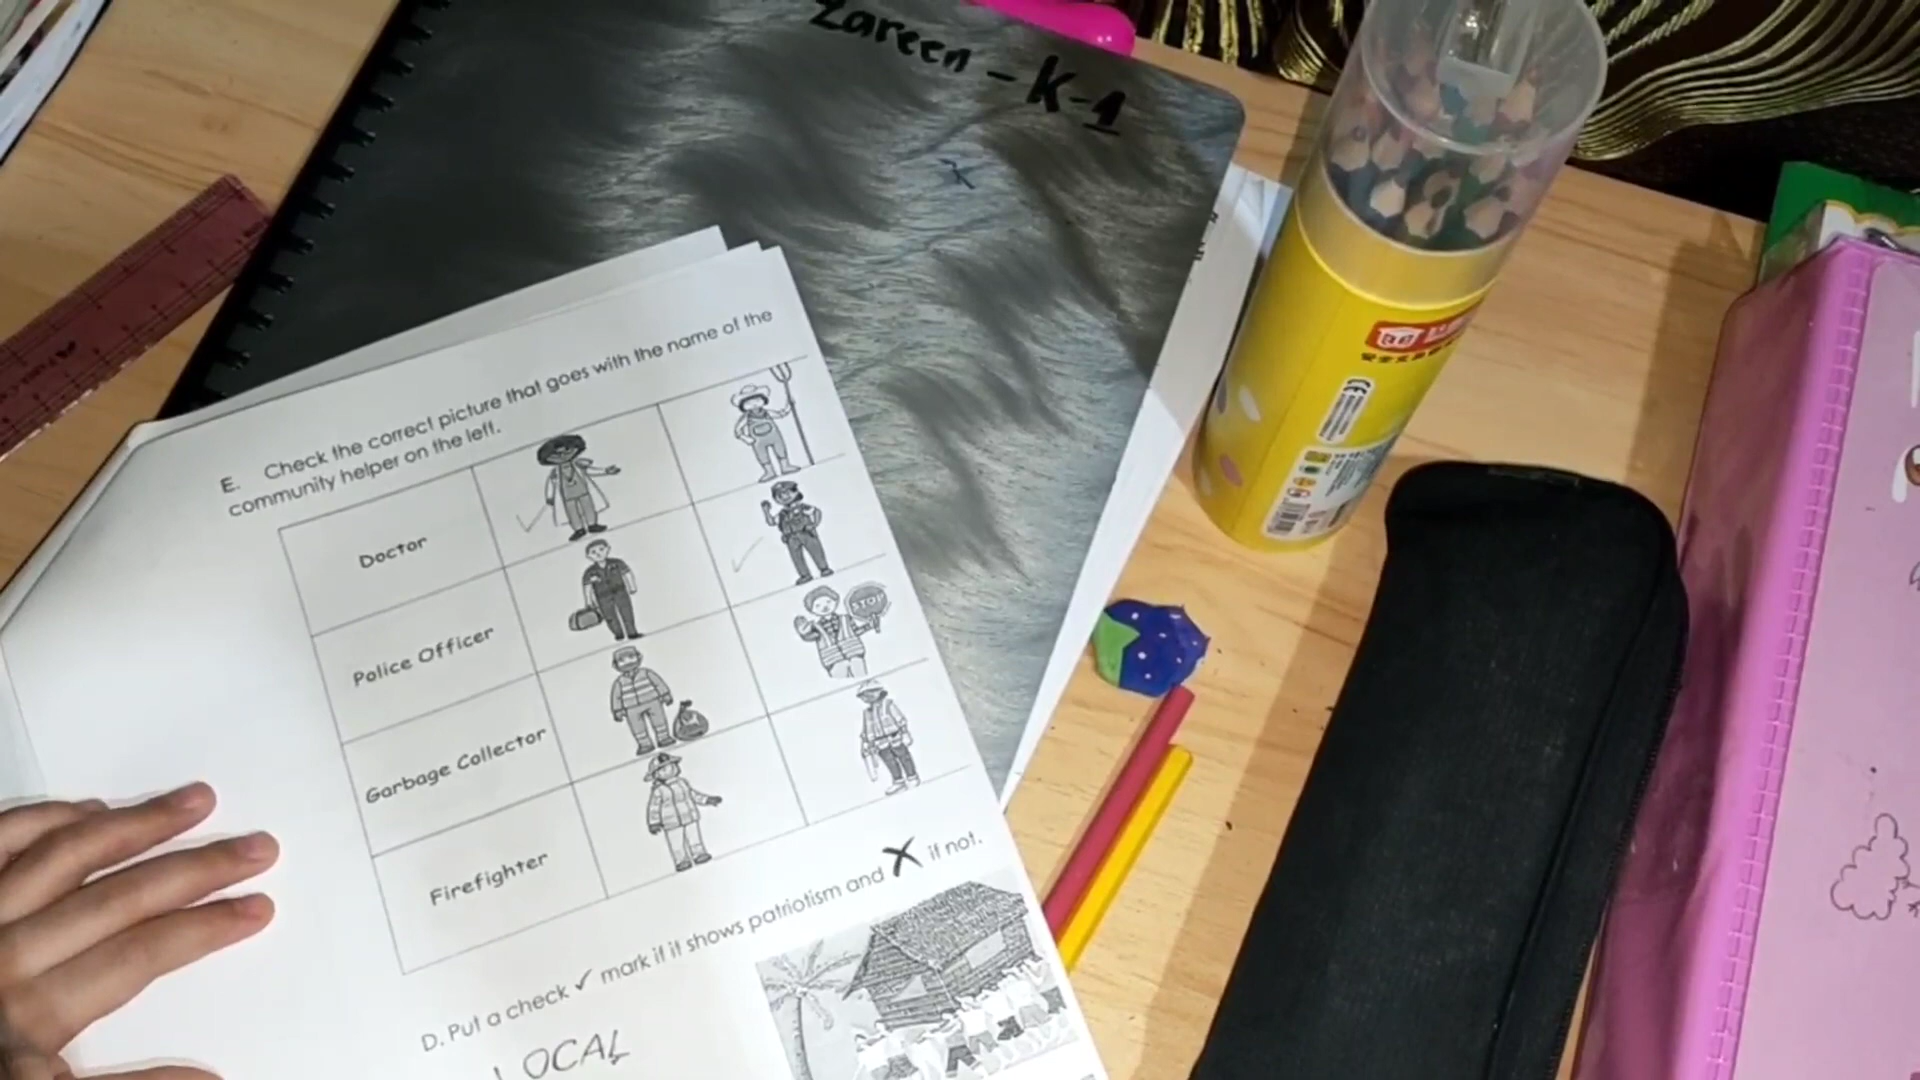 Zareen - K-1
E. Check the correct picture that goes with the name of the
community helper on the left.
Doctor
Police Officer
STOP
Garbage Collector
Firefighter
D. Put a check ✓ mark if it shows patriotism and X if not.
LOCAL
CE